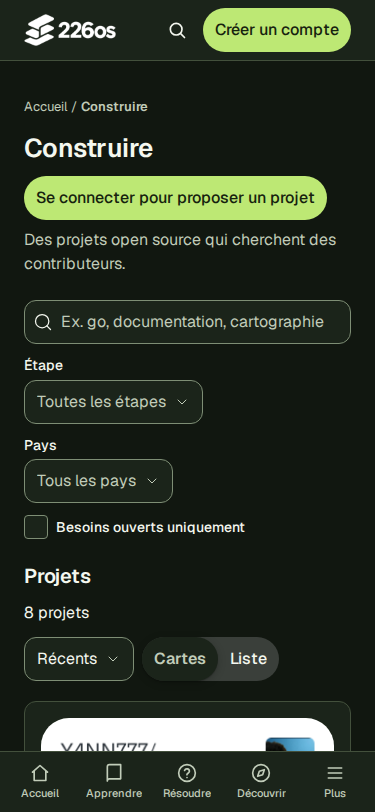 226os
Créer un compte
Accueil / Construire
Construire
Se connecter pour proposer un projet
Des projets open source qui cherchent des
contributeurs.
Ex. go, documentation, cartographie
Étape
Toutes les étapes
Pays
Tous les pays
Besoins ouverts uniquement
Projets
8 projets
Récents
Cartes
Liste
Y4NN777/
Accueil
Apprendre
Résoudre
Découvrir
Plus